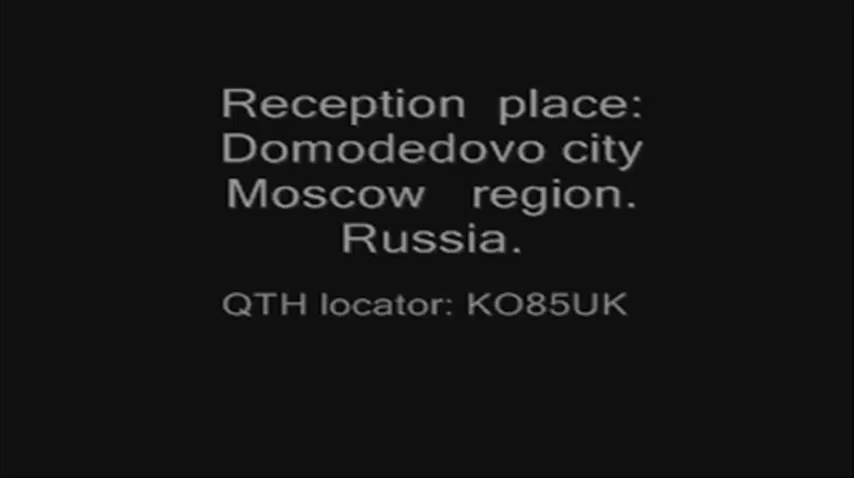 Reception place:
Domodedovo city
Moscow region.
Russia.
QTH locator: KO85UK